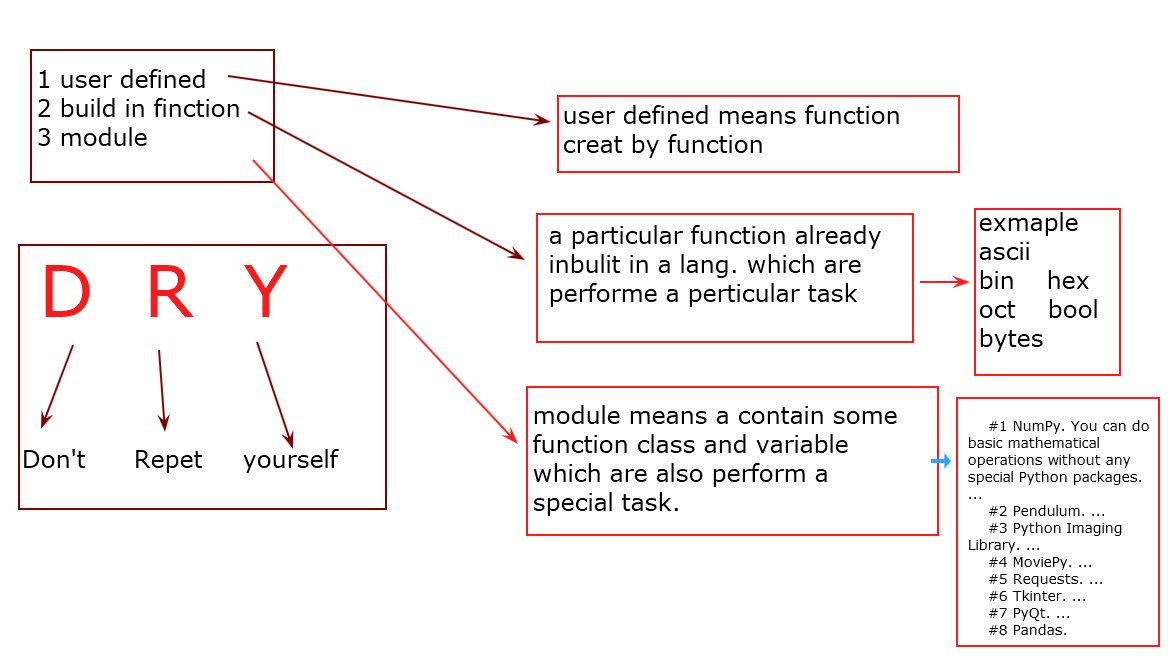 1 user defined
2 build in finction
3 module
user defined means function
creat by function
a particular function already
inbulit in a lang. which are
performe a perticular task
exmaple
ascii
bin hex
oct bool
bytes
D R Y
Don't Repet yourself
module means a contain some
function class and variable
which are also perform a
special task.
#1 NumPy. You can do
basic mathematical
operations without any
special Python packages.
...
#2 Pendulum. ...
#3 Python Imaging
Library. ...
#4 MoviePy. ...
#5 Requests. ...
#6 Tkinter. ...
#7 PyQt. ...
#8 Pandas.